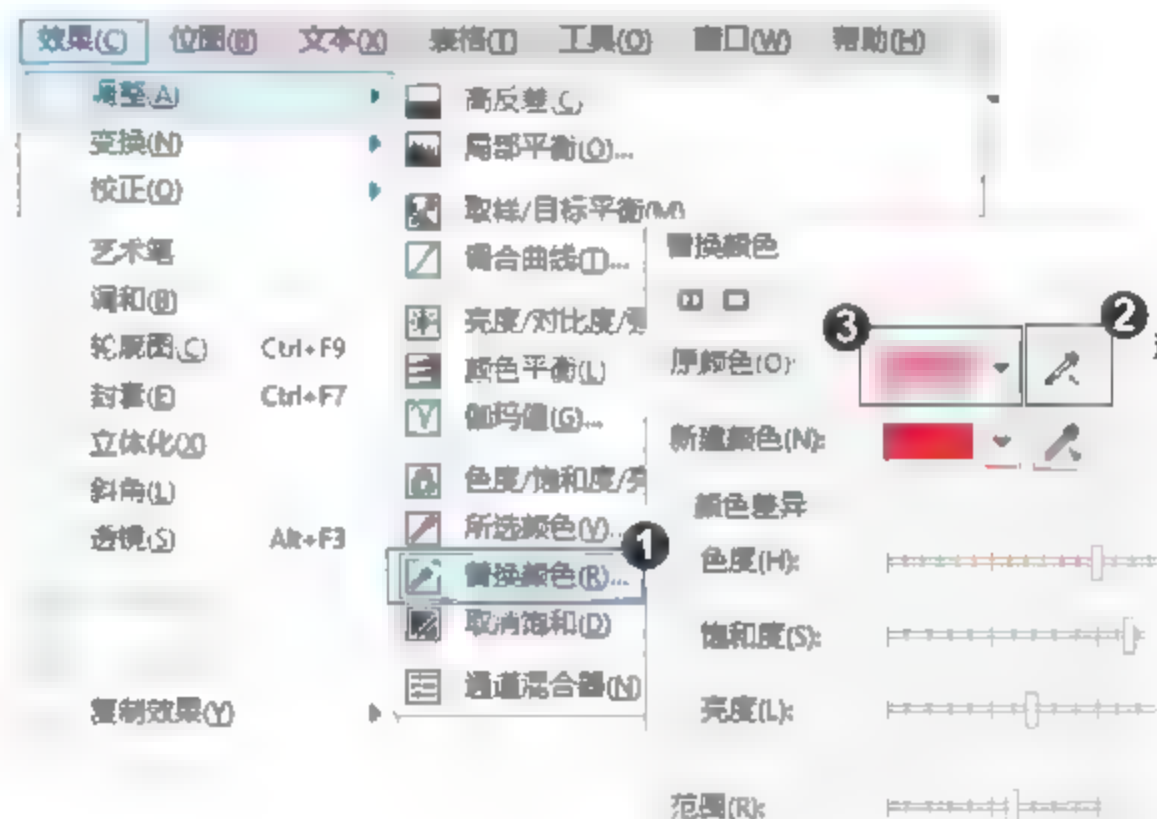 效果(C) 位图(B) 文本(X) 表格(T) 工具(O) 窗口(W) 帮助(H)
调整(A)
变换(N)
校正(O)
艺术笔
调和(B)
轮廓图(C) Ctrl+F9
封套(E) Ctrl+F7
立体化(X)
斜角(L)
透镜(S) Alt+F3
复制效果(Y)
高反差(C)
局部平衡(O)...
取样/目标平衡(M)
调合曲线(T)...
亮度/对比度/强
颜色平衡(L)
伽玛值(G)...
色度/饱和度/亮
所选颜色(V)...
替换颜色(R)...
取消饱和(D)
通道混合器(N)
1
替换颜色
3
2
原颜色(O):
新建颜色(N):
颜色差异
色度(H):
饱和度(S):
亮度(L):
范围(R):